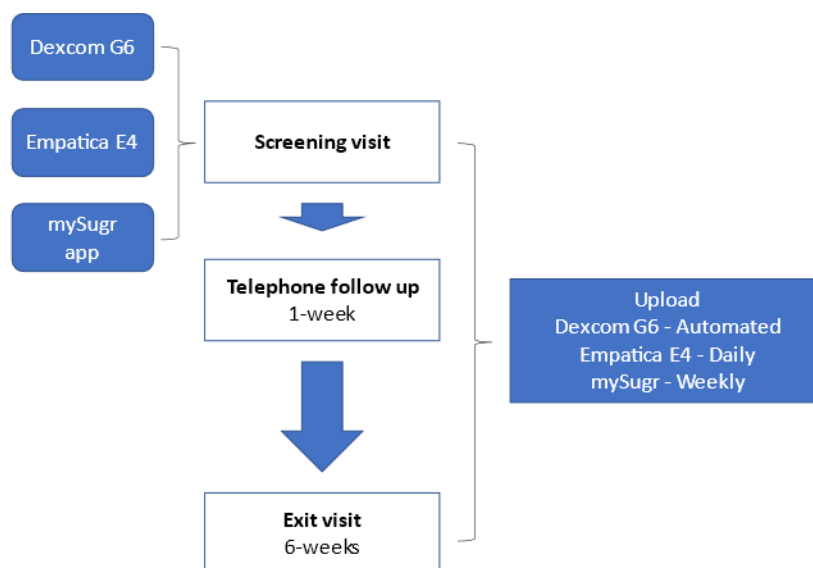 Dexcom G6
Empatica E4
mySugr
app
Screening visit
Telephone follow up
1-week
Exit visit
6-weeks
Upload
Dexcom G6 - Automated
Empatica E4 - Daily
mySugr - Weekly